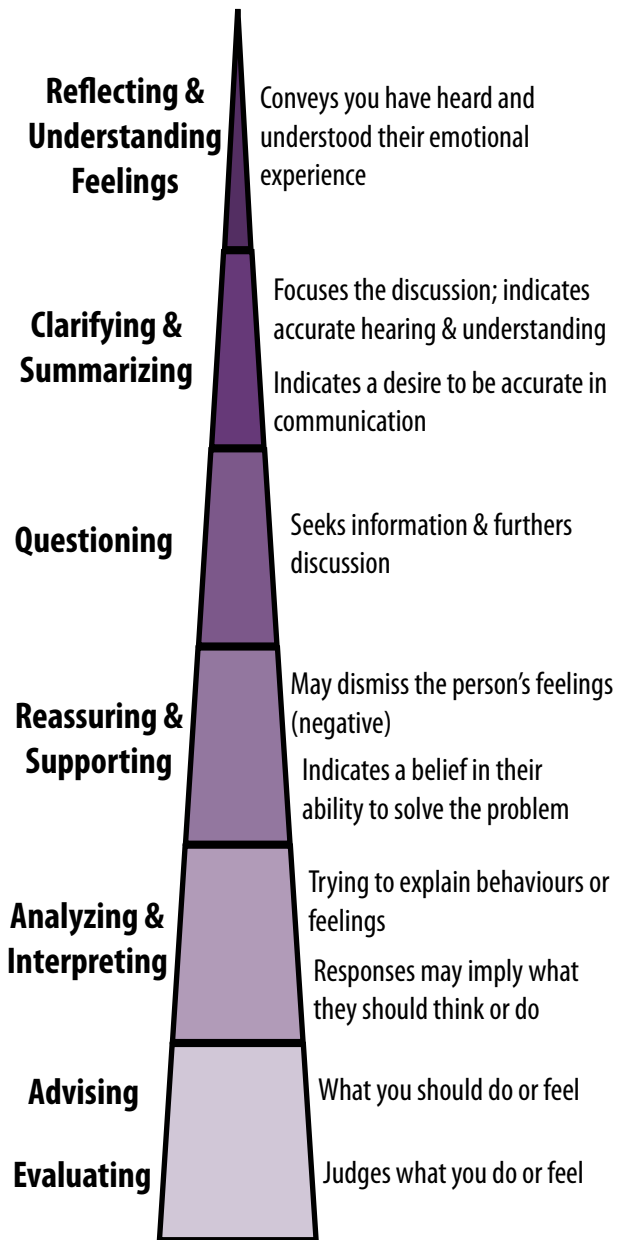 Reflecting &
Understanding
Feelings
Conveys you have heard and
understood their emotional
experience
Clarifying &
Summarizing
Focuses the discussion; indicates
accurate hearing & understanding
Indicates a desire to be accurate in
communication
Questioning
Seeks information & furthers
discussion
Reassuring &
Supporting
May dismiss the person’s feelings
(negative)
Indicates a belief in their
ability to solve the problem
Analyzing &
Interpreting
Trying to explain behaviours or
feelings
Responses may imply what
they should think or do
Advising
What you should do or feel
Evaluating
Judges what you do or feel